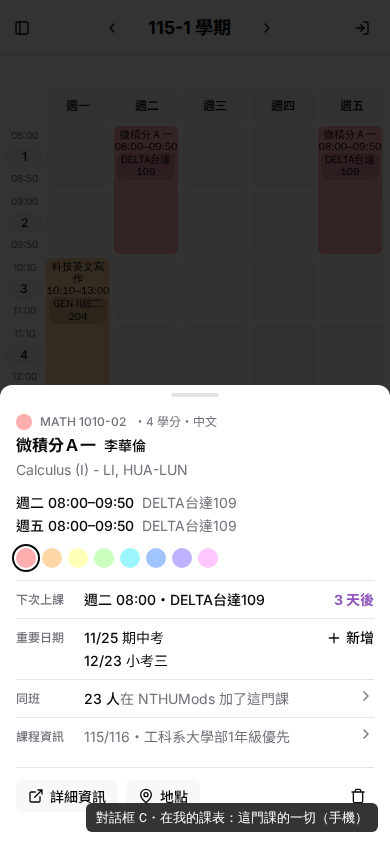 115-1 學期
週一 週二 週三 週四 週五
08:00
1
08:50
09:00
2
09:50
10:10
3
11:00
11:10
4
12:00
微積分A一
08:00–09:50
DELTA台達
109
微積分A一
08:00–09:50
DELTA台達
109
科技英文寫
作
10:10–13:00
GEN II綜二
204
MATH 1010-02 ・4 學分・中文
微積分A一 李華倫
Calculus (I) - LI, HUA-LUN
週二 08:00–09:50 DELTA台達109
週五 08:00–09:50 DELTA台達109
下次上課 週二 08:00・DELTA台達109 3 天後
重要日期 11/25 期中考 + 新增
12/23 小考三
同班 23 人在 NTHUMods 加了這門課
課程資訊 115/116・工科系大學部1年級優先
詳細資訊 地點
對話框 C・在我的課表：這門課的一切（手機）